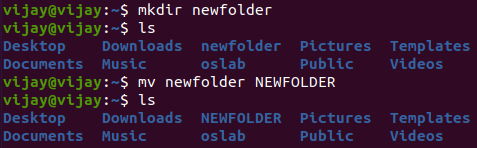 vijay@vijay:~$ mkdir newfolder
vijay@vijay:~$ ls
Desktop    Downloads  newfolder  Pictures  Templates
Documents  Music      oslab      Public    Videos
vijay@vijay:~$ mv newfolder NEWFOLDER
vijay@vijay:~$ ls
Desktop    Downloads  NEWFOLDER  Pictures  Templates
Documents  Music      oslab      Public    Videos